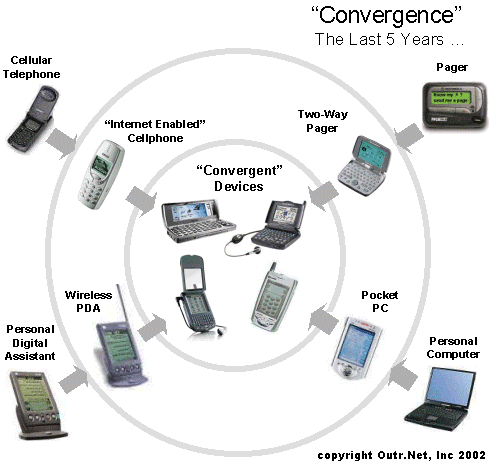 “Convergence”
The Last 5 Years ...
Cellular
Telephone
Pager
“Internet Enabled”
Cellphone
Two-Way
Pager
“Convergent”
Devices
Wireless
PDA
Pocket
PC
Personal
Digital
Assistant
Personal
Computer
copyright Outr.Net, Inc 2002